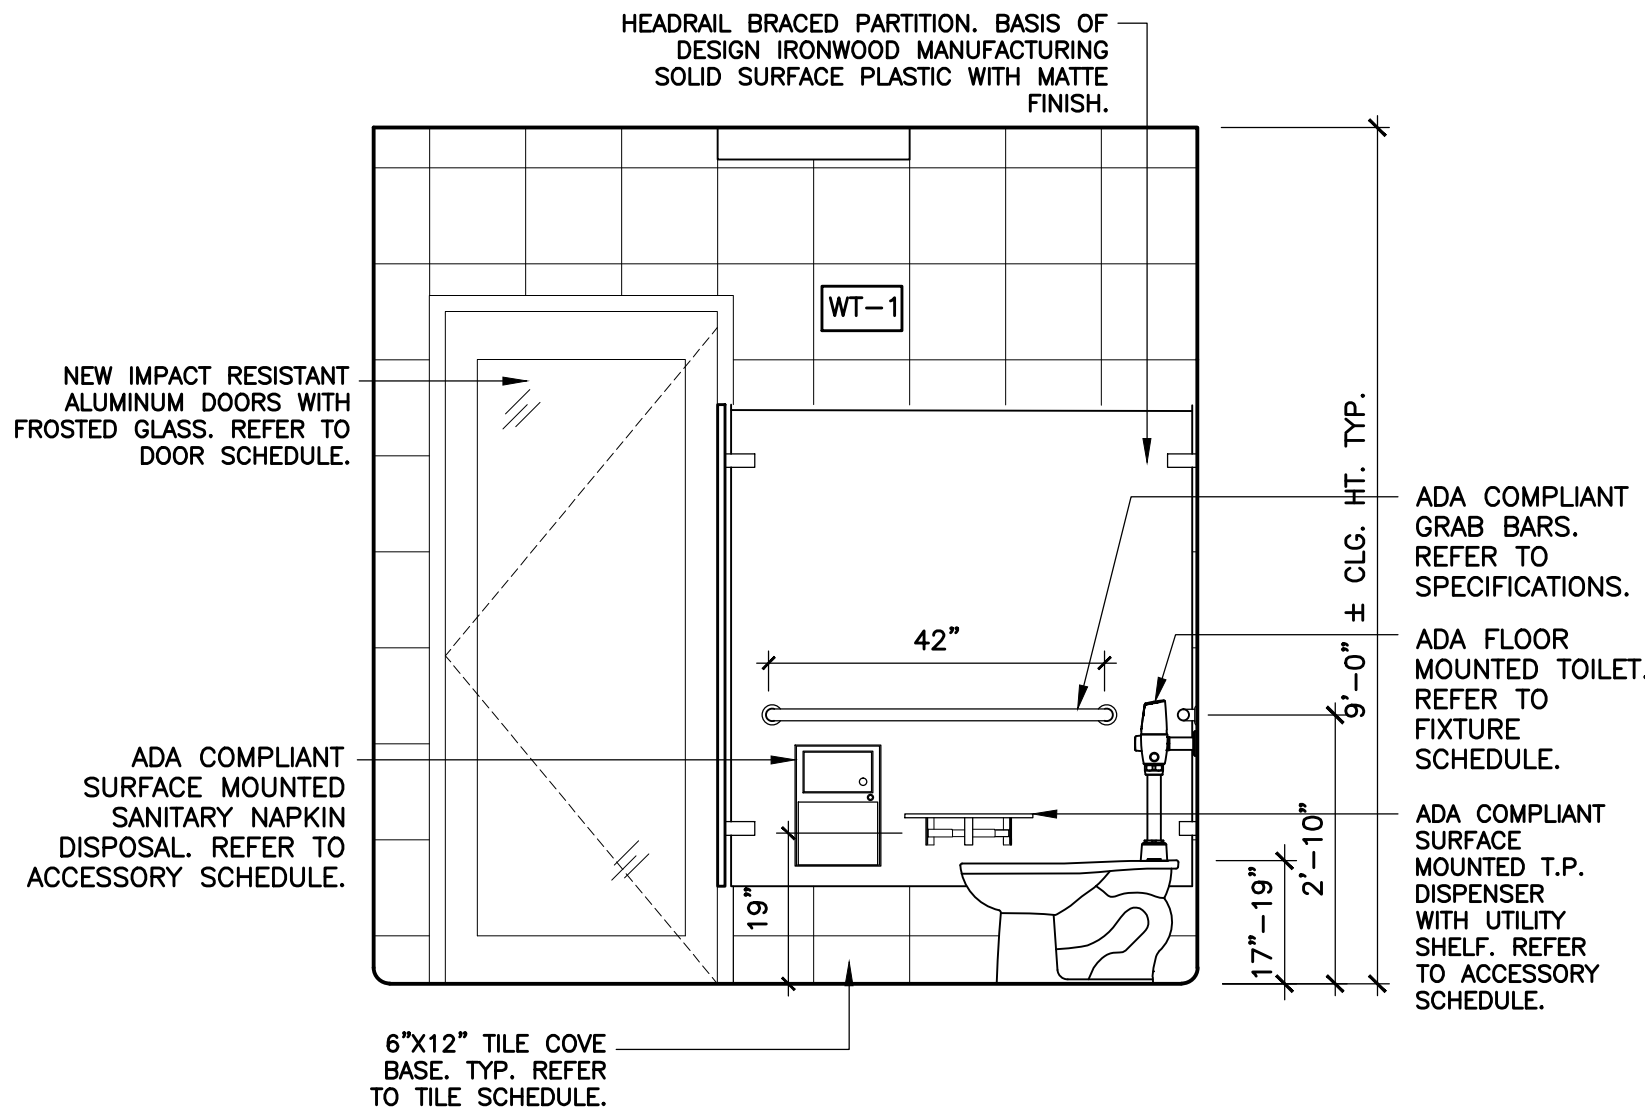 HEADRAIL BRACED PARTITION. BASIS OF
DESIGN IRONWOOD MANUFACTURING
SOLID SURFACE PLASTIC WITH MATTE
FINISH.
WT-1
NEW IMPACT RESISTANT
ALUMINUM DOORS WITH
FROSTED GLASS. REFER TO
DOOR SCHEDULE.
9'-0" ± CLG. HT. TYP.
ADA COMPLIANT
GRAB BARS.
REFER TO
SPECIFICATIONS.
42"
ADA FLOOR
MOUNTED TOILET.
REFER TO
FIXTURE
SCHEDULE.
ADA COMPLIANT
SURFACE MOUNTED
SANITARY NAPKIN
DISPOSAL. REFER TO
ACCESSORY SCHEDULE.
ADA COMPLIANT
SURFACE
MOUNTED T.P.
DISPENSER
WITH UTILITY
SHELF. REFER
TO ACCESSORY
SCHEDULE.
19"
17"-19"
2'-10"
6"X12" TILE COVE
BASE. TYP. REFER
TO TILE SCHEDULE.